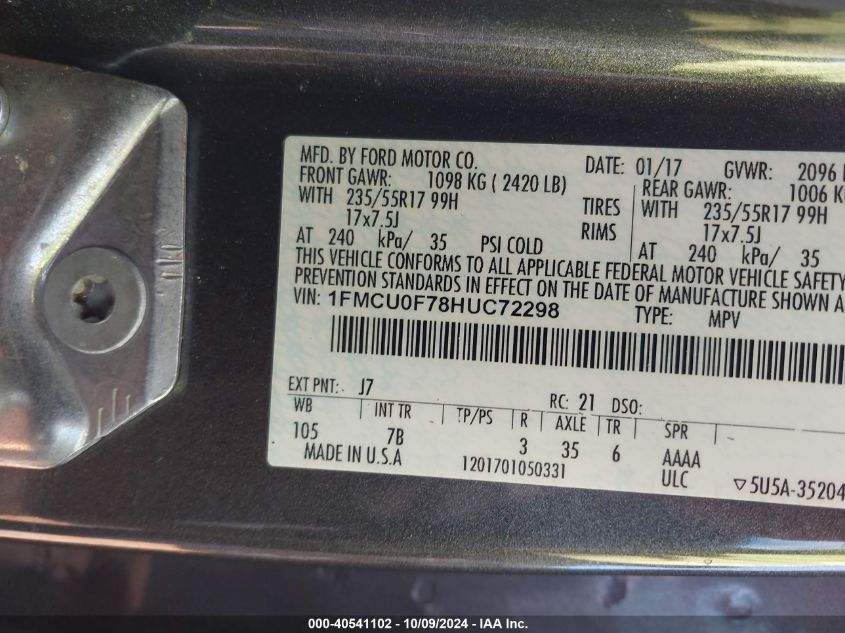 MFD. BY FORD MOTOR CO. DATE: 01/17 GVWR: 2096
FRONT GAWR: 1098 KG ( 2420 LB) REAR GAWR: 1006
WITH 235/55R17 99H TIRES WITH 235/55R17 99H
17x7.5J RIMS 17x7.5J
AT 240 kPa/ 35 PSI COLD AT 240 kPa/ 35
THIS VEHICLE CONFORMS TO ALL APPLICABLE FEDERAL MOTOR VEHICLE SAFETY
PREVENTION STANDARDS IN EFFECT ON THE DATE OF MANUFACTURE SHOWN
VIN: 1FMCU0F78HUC72298 TYPE: MPV
EXT PNT: J7 RC: 21 DSO:
WB INT TR TP/PS R AXLE TR SPR
105 7B 3 35 6 AAAA
MADE IN U.S.A 1201701050331 ULC ▽5U5A-35204
000-40541102 - 10/09/2024 - IAA Inc.